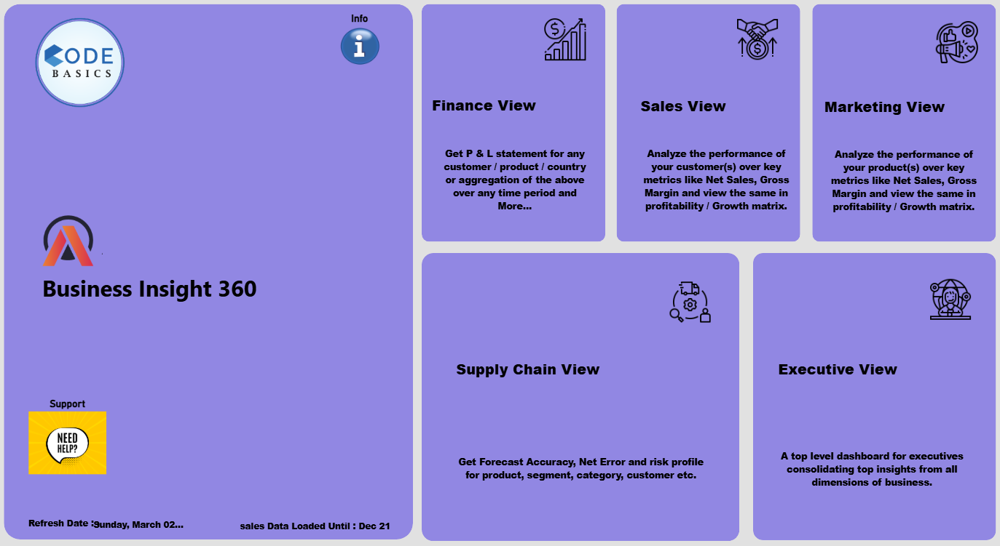 CODE
BASICS
Info
i
Business Insight 360
Support
NEED
HELP?
Refresh Date :Sunday, March 02...
sales Data Loaded Until : Dec 21
$
Finance View
Get P & L statement for any
customer / product / country
or aggregation of the above
over any time period and
More...
$
Sales View
Analyze the performance of
your customer(s) over key
metrics like Net Sales, Gross
Margin and view the same in
profitability / Growth matrix.
Marketing View
Analyze the performance of
your product(s) over key
metrics like Net Sales, Gross
Margin and view the same in
profitability / Growth matrix.
Supply Chain View
Get Forecast Accuracy, Net Error and risk profile
for product, segment, category, customer etc.
Executive View
A top level dashboard for executives
consolidating top insights from all
dimensions of business.